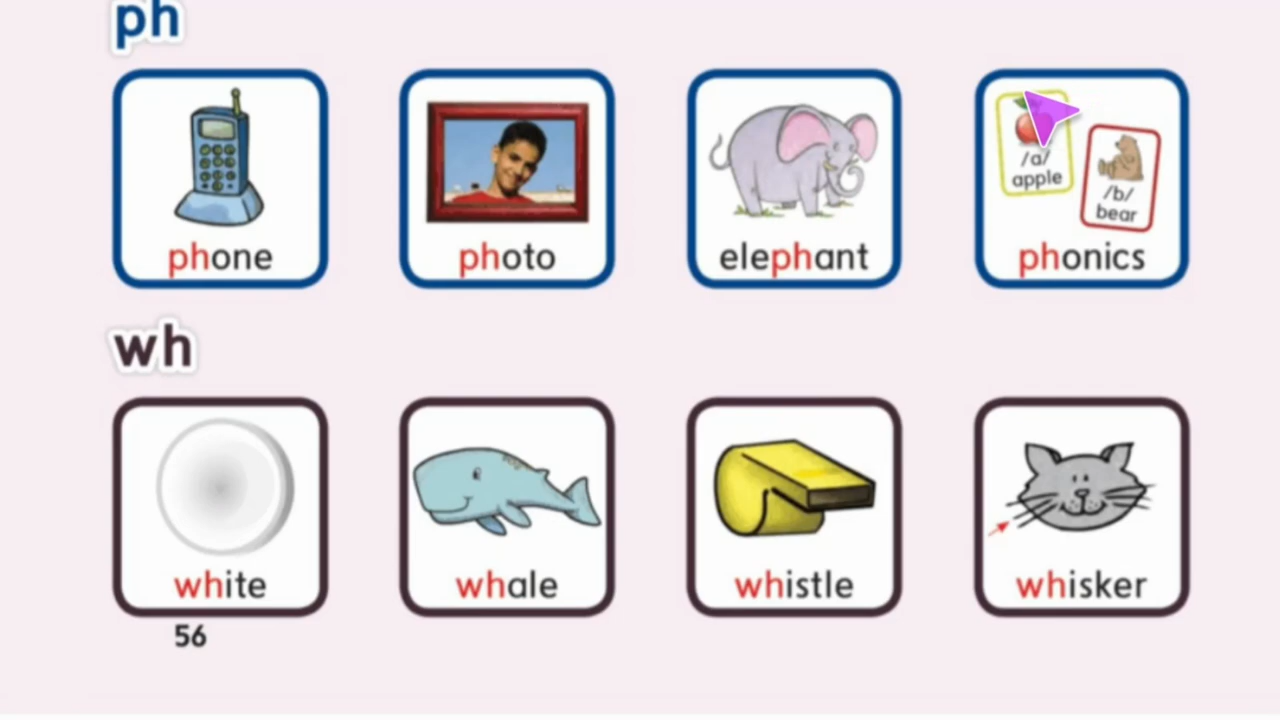 ph
/a/
apple
/b/
bear
phone photo elephant phonics
wh
white whale whistle whisker
56